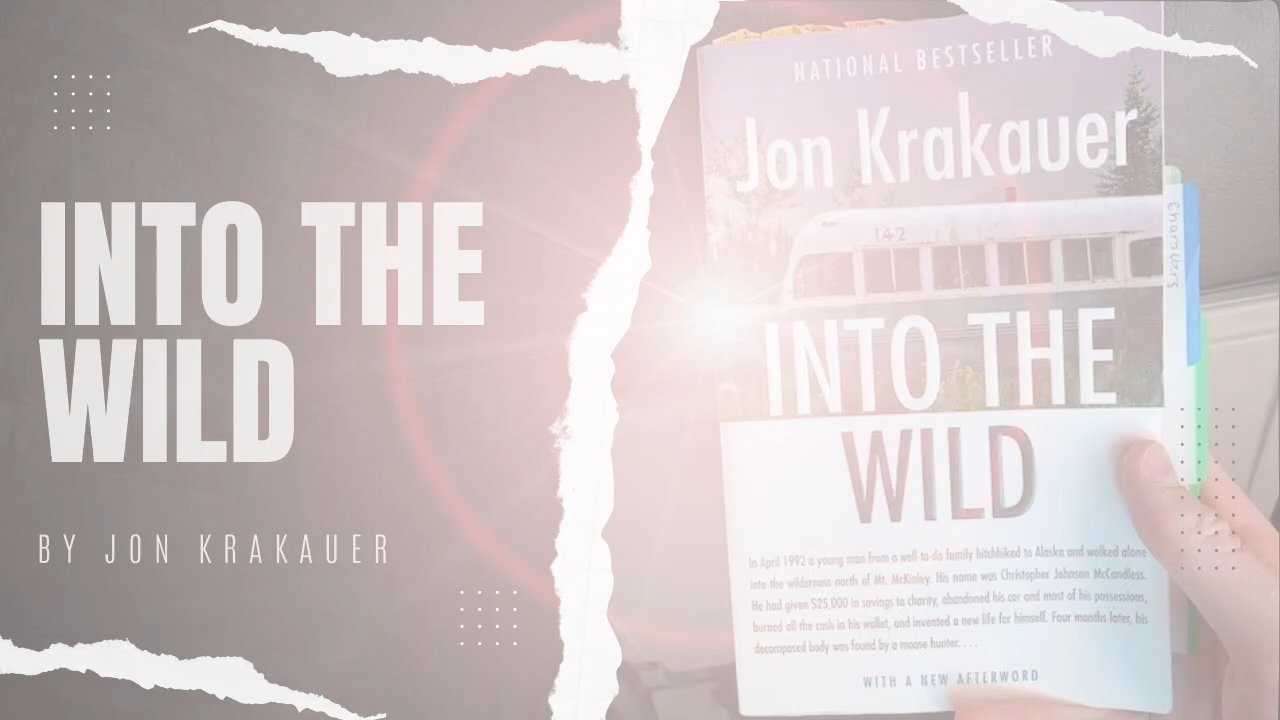 INTO THE
WILD
BY JON KRAKAUER
NATIONAL BESTSELLER
Jon Krakauer
142
INTO THE
WILD
In April 1992 a young man from a well-to-do family hitchhiked to Alaska and walked alone
into the wilderness north of Mt. McKinley. His name was Christopher Johnson McCandless.
He had given $25,000 in savings to charity, abandoned his car and most of his possessions,
burned all the cash in his wallet, and invented a new life for himself. Four months later, his
decomposed body was found by a moose hunter. . . .
WITH A NEW AFTERWORD